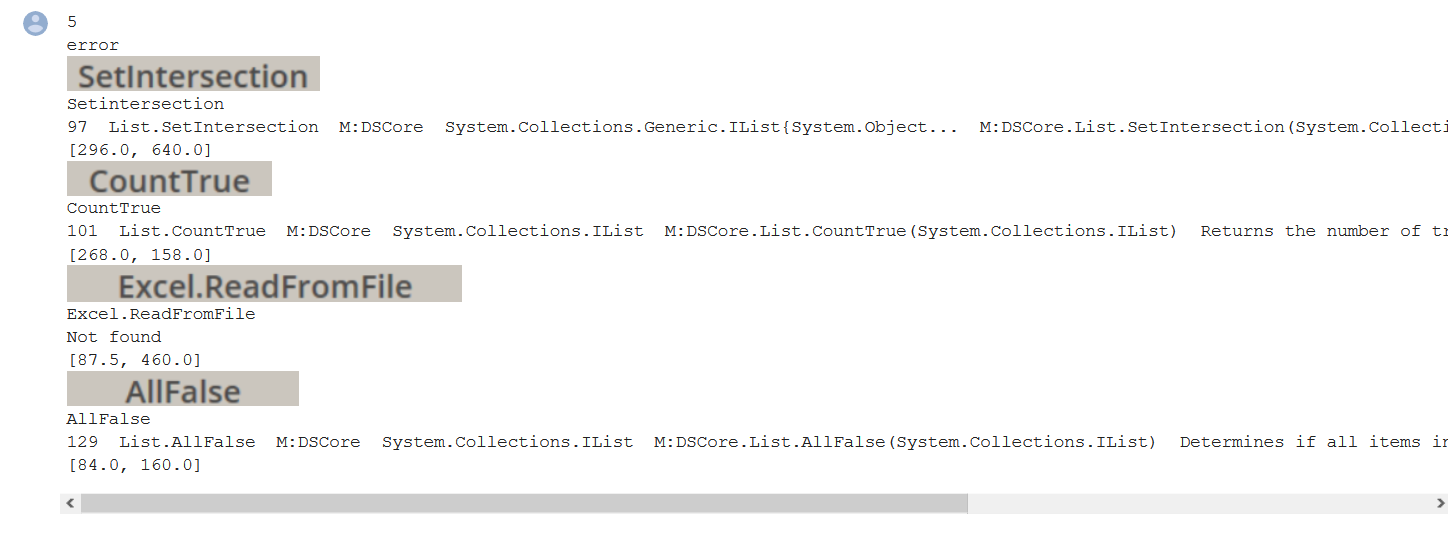 5
error
SetIntersection
Setintersection
97  List.SetIntersection  M:DSCore  System.Collections.Generic.IList{System.Object...  M:DSCore.List.SetIntersection(System.Collecti
[296.0, 640.0]
CountTrue
CountTrue
101  List.CountTrue  M:DSCore  System.Collections.IList  M:DSCore.List.CountTrue(System.Collections.IList)  Returns the number of tr
[268.0, 158.0]
Excel.ReadFromFile
Excel.ReadFromFile
Not found
[87.5, 460.0]
AllFalse
AllFalse
129  List.AllFalse  M:DSCore  System.Collections.IList  M:DSCore.List.AllFalse(System.Collections.IList)  Determines if all items in
[84.0, 160.0]